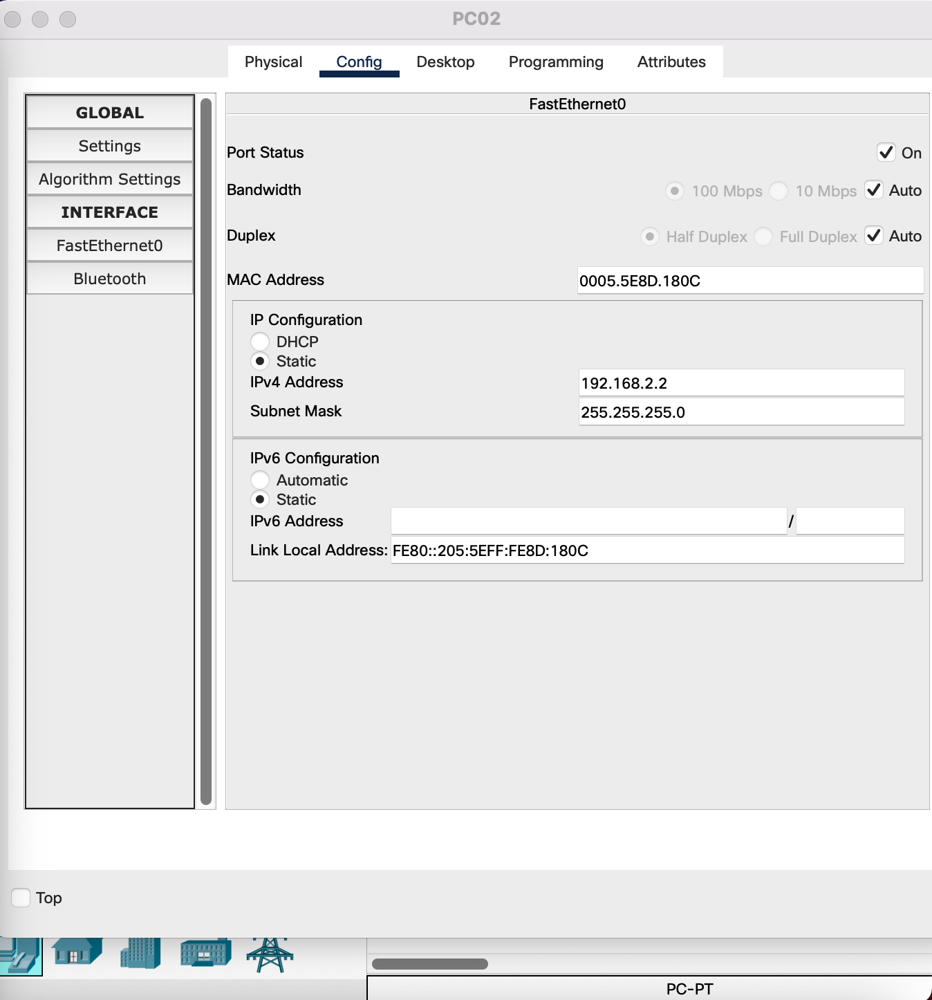 PC02
Physical Config Desktop Programming Attributes
GLOBAL
Settings
Algorithm Settings
INTERFACE
FastEthernet0
Bluetooth
FastEthernet0
Port Status On
Bandwidth 100 Mbps 10 Mbps Auto
Duplex Half Duplex Full Duplex Auto
MAC Address 0005.5E8D.180C
IP Configuration
DHCP
Static
IPv4 Address 192.168.2.2
Subnet Mask 255.255.255.0
IPv6 Configuration
Automatic
Static
IPv6 Address /
Link Local Address: FE80::205:5EFF:FE8D:180C
Top
PC-PT